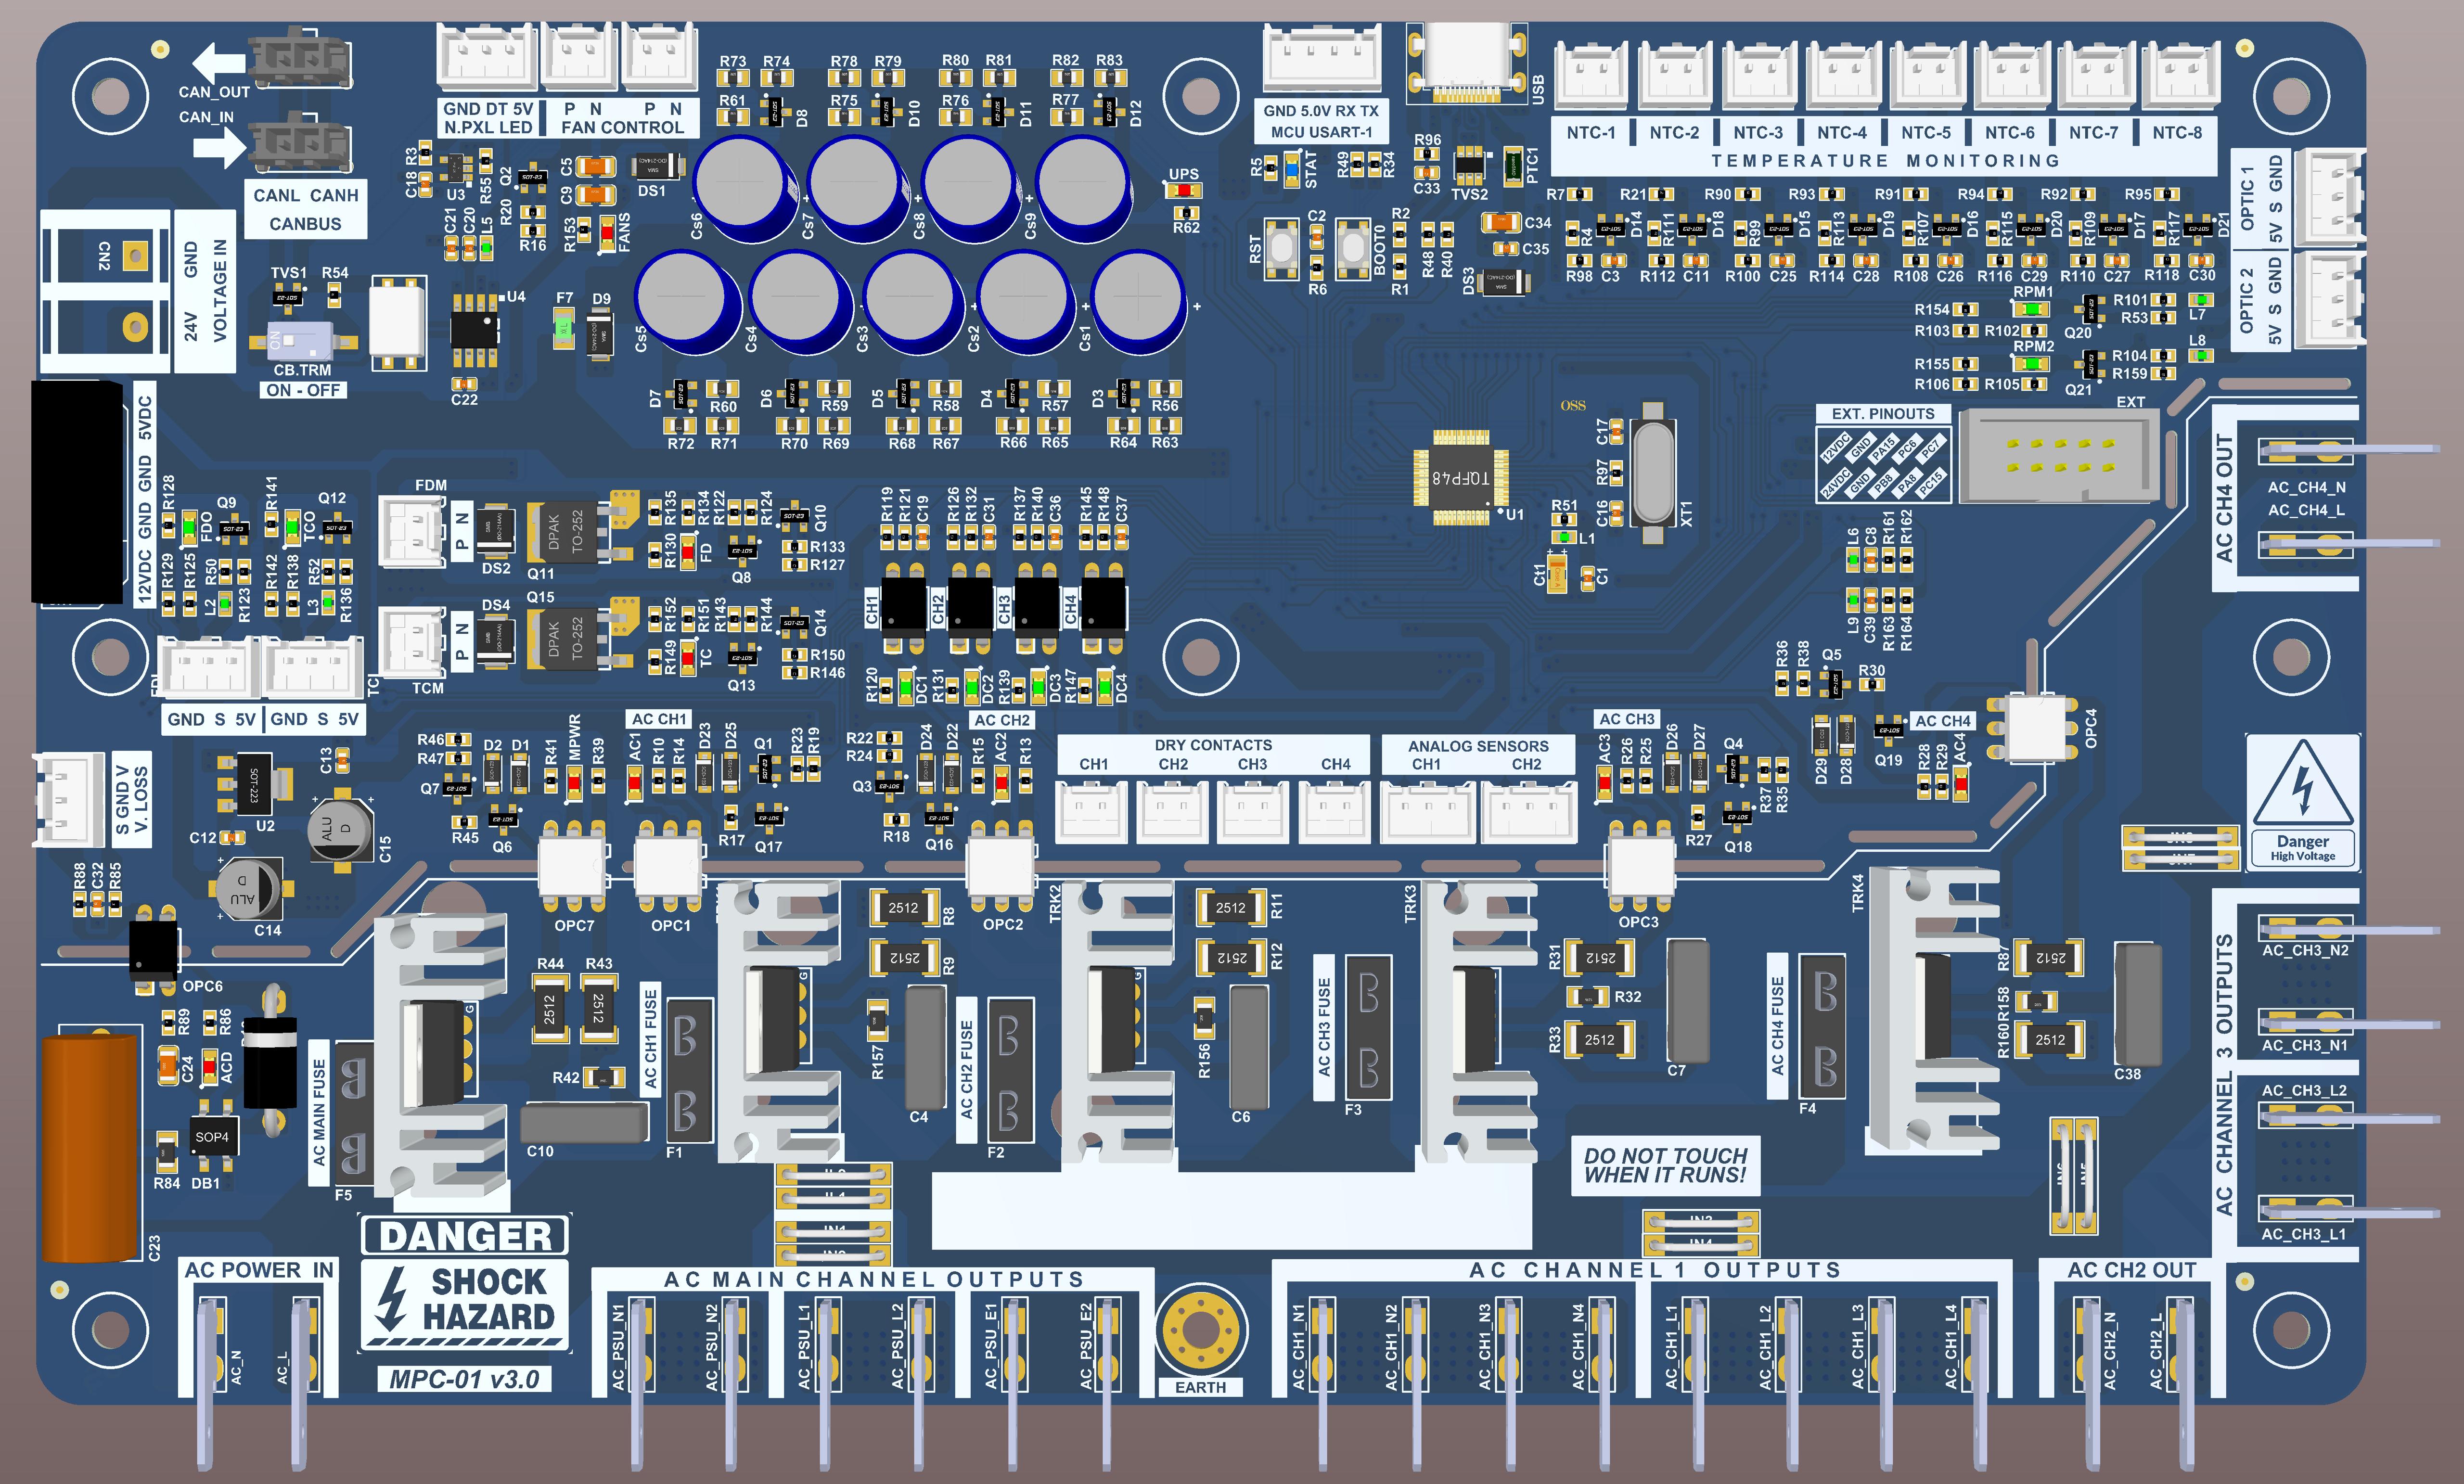 CAN_OUT
CAN_IN
CANL CANH
CANBUS
GND DT 5V
N.PXL LED
P N P N
FAN CONTROL
R73 R74 R78 R79 R80 R81 R82 R83
R61 D8 R75 D10 R76 D11 R77 D12
GND 5.0V RX TX
MCU USART-1
USB
NTC-1 NTC-2 NTC-3 NTC-4 NTC-5 NTC-6 NTC-7 NTC-8
TEMPERATURE MONITORING
OPTIC 1
5V S GND
OPTIC 2
5V S GND
R3 C18 U3 R55 Q2 C5 C9 DS1
C21 C20 L5 R20 R16 R153 FANS
Cs6 Cs7 Cs8 Cs9
UPS
R62
R5 STAT R49 R34 R96 C33 TVS2 PTC1
RST C2 R6 BOOT0 R2 R1 R48 R40 C34 C35 DS3
R7 R21 R90 R93 R91 R94 R92 R95
R4 D14 R11 D18 R99 D15 R113 D19 R107 D16 R115 D20 R109 D17 R117 D21
R98 C3 R112 C11 R100 C25 R114 C28 R108 C26 R116 C29 R110 C27 R118 C30
R154 RPM1 R101 L7
R103 R102 Q20 R53
R155 RPM2 R104 L8
R106 R105 Q21 R159
CN2
24V GND
VOLTAGE IN
TVS1 R54
ON
CB.TRM
ON - OFF
U4
C22
F7 D9
Cs5 Cs4 Cs3 Cs2 Cs1
D7 R60 D6 R59 D5 R58 D4 R57 D3 R56
R72 R71 R70 R69 R68 R67 R66 R65 R64 R63
OSS
C17 R97 C16 XT1
TQFP48
U1
R51 L1 Ct1 C1
EXT. PINOUTS
12VDC GND PA15 PC6 PC7
24VDC GND PB8 PA8 PC15
EXT
AC CH4 OUT
AC_CH4_N
AC_CH4_L
12VDC GND GND 5VDC
R128 FDO Q9 R141 TCO Q12
R129 R125 R50 R142 R138 R52
L2 R123 L3 R136
FDM
P N
DS2
DPAK
TO-252
Q11
R135 R134 R122 R124 Q10
R130 FD Q8 R133
R127
DS4 Q15
P N
DPAK
TO-252
TCM
R152 R151 R143 R144 Q14
R149 TC Q13 R150
R146
R119 R121 C19 R126 R132 C31 R137 R140 C36 R145 R148 C37
CH1 CH2 CH3 CH4
R120 DC1 R131 DC2 R139 DC3 R147 DC4
L6 C8 R161 R162
L9 C39 R163 R164
R36 R38 Q5 R30
GND S 5V GND S 5V
S GND V
V. LOSS
SOT-223
U2
C13
C12
ALU
D
C15
ALU
D
C14
R88 C32 R85
R46
R47
Q7
R45
D2 D1
Q6
R41 MPWR R39
AC CH1
AC1 R10 R14 D23 D25 Q1 R23 R19
R17 Q17
AC CH2
R22
R24
Q3
R18
D24 D22 R15 AC2 R13
Q16
DRY CONTACTS
CH1 CH2 CH3 CH4
ANALOG SENSORS
CH1 CH2
AC CH3
AC3 R26 R25 D26 D27 Q4 R37 R35
R27 Q18
D29 D28 Q19
AC CH4
R28 R29 AC4
OPC4
Danger
High Voltage
OPC6
OPC7 OPC1 OPC2 OPC3
TRK2 TRK3 TRK4
2512 R8
2512 R9
R157 C4
2512 R11
2512 R12
R156 C6
R31 2512
R32
R33 2512
C7
R87 2512
R158
R160 2512
C38
R44 R43
2512 2512
R42
C10
R89 R86
C24 ACD
SOP4
R84 DB1
C23
AC MAIN FUSE
F5
AC CH1 FUSE
F1
AC CH2 FUSE
F2
AC CH3 FUSE
F3
AC CH4 FUSE
F4
AC CHANNEL 3 OUTPUTS
AC_CH3_N2
AC_CH3_N1
AC_CH3_L2
AC_CH3_L1
DO NOT TOUCH
WHEN IT RUNS!
DANGER
SHOCK
HAZARD
MPC-01 v3.0
AC POWER IN
AC_N AC_L
AC MAIN CHANNEL OUTPUTS
AC_PSU_N1 AC_PSU_N2 AC_PSU_L1 AC_PSU_L2 AC_PSU_E1 AC_PSU_E2
EARTH
AC CHANNEL 1 OUTPUTS
AC_CH1_N1 AC_CH1_N2 AC_CH1_N3 AC_CH1_N4 AC_CH1_L1 AC_CH1_L2 AC_CH1_L3 AC_CH1_L4
AC CH2 OUT
AC_CH2_N AC_CH2_L